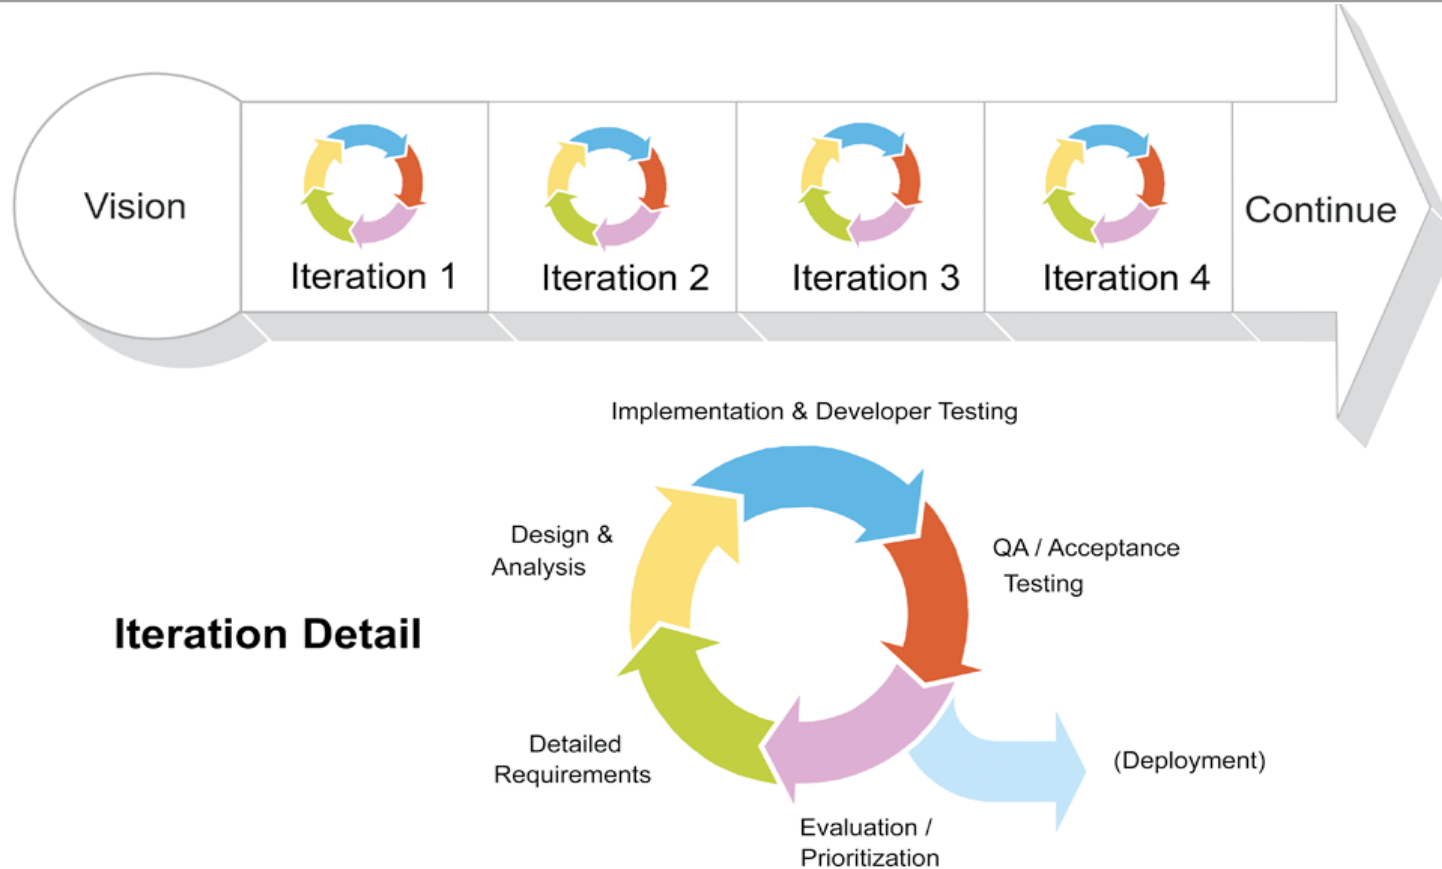 Vision
Iteration 1
Iteration 2
Iteration 3
Iteration 4
Continue
Implementation & Developer Testing
Design &
Analysis
QA / Acceptance
Testing
Iteration Detail
Detailed
Requirements
(Deployment)
Evaluation /
Prioritization